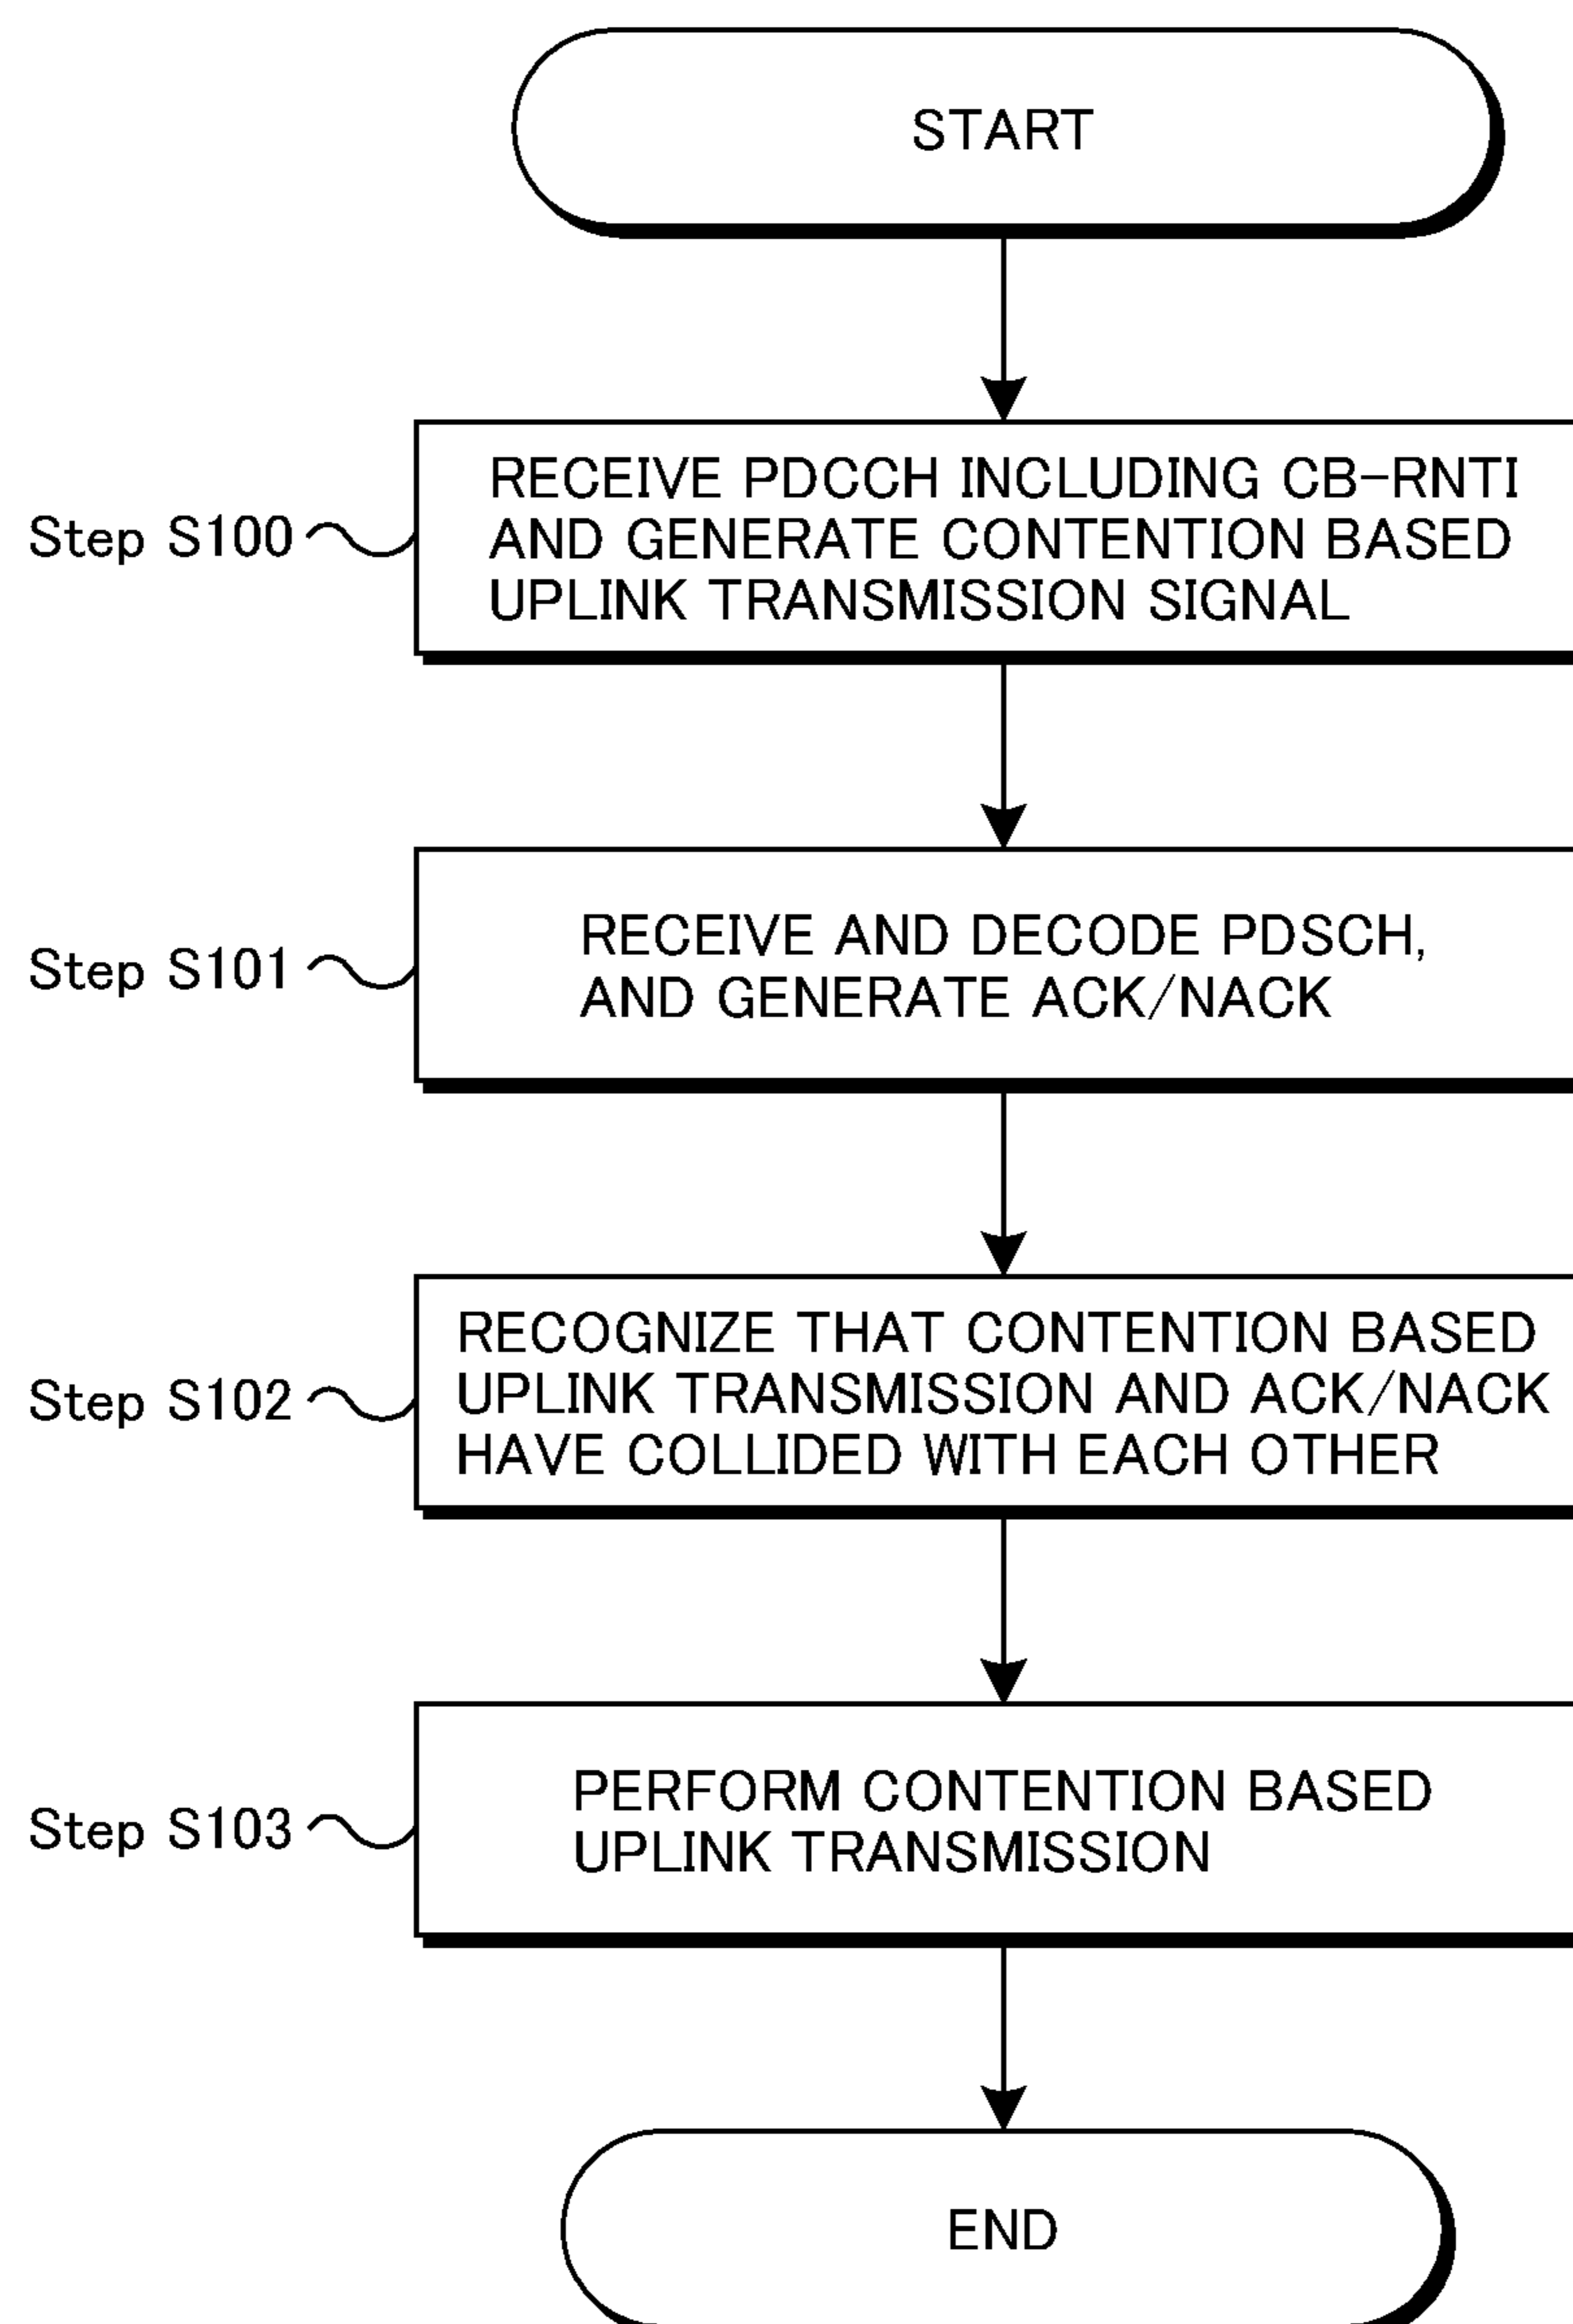 START
Step S100
RECEIVE PDCCH INCLUDING CB-RNTI
AND GENERATE CONTENTION BASED
UPLINK TRANSMISSION SIGNAL
Step S101
RECEIVE AND DECODE PDSCH,
AND GENERATE ACK/NACK
Step S102
RECOGNIZE THAT CONTENTION BASED
UPLINK TRANSMISSION AND ACK/NACK
HAVE COLLIDED WITH EACH OTHER
Step S103
PERFORM CONTENTION BASED
UPLINK TRANSMISSION
END